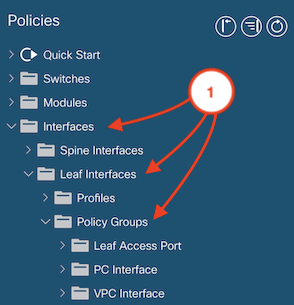 Policies
Quick Start
Switches
Modules
Interfaces
1
Spine Interfaces
Leaf Interfaces
Profiles
Policy Groups
Leaf Access Port
PC Interface
VPC Interface